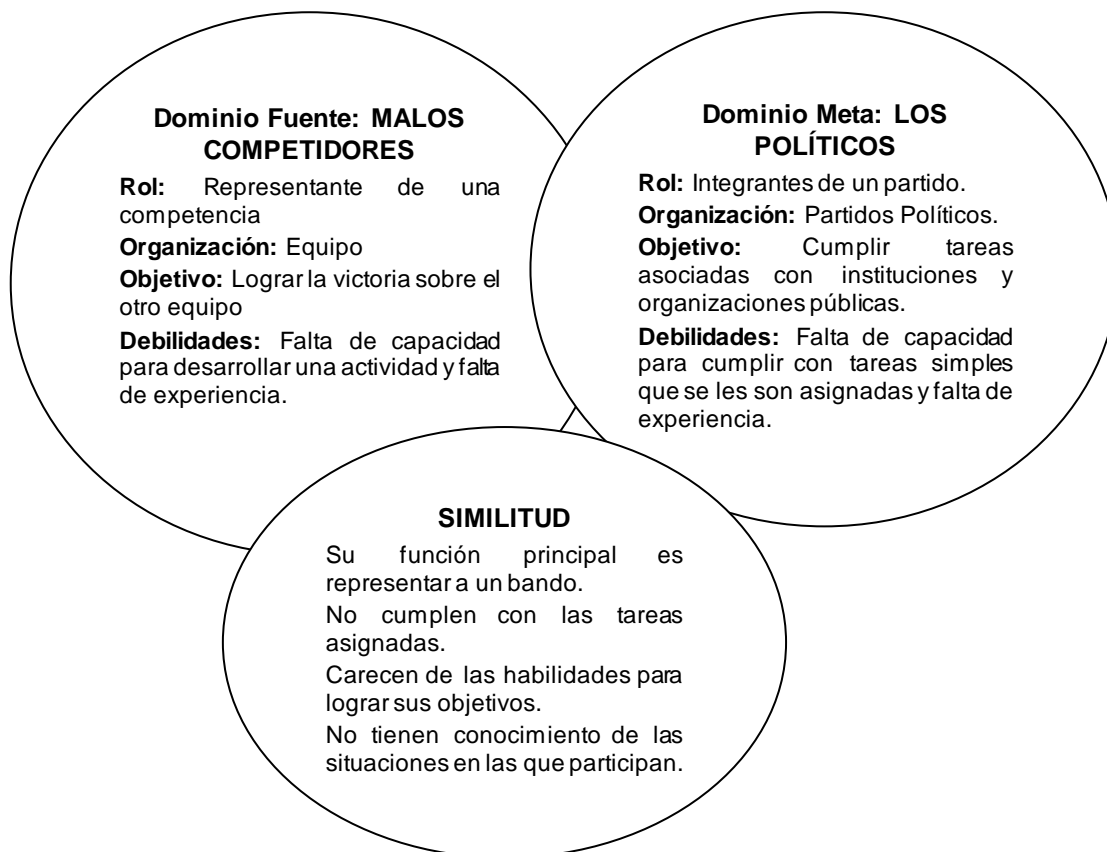 Dominio Fuente: MALOS
COMPETIDORES
Rol: Representante de una
competencia
Organización: Equipo
Objetivo: Lograr la victoria sobre el
otro equipo
Debilidades: Falta de capacidad
para desarrollar una actividad y falta
de experiencia.
Dominio Meta: LOS
POLÍTICOS
Rol: Integrantes de un partido.
Organización: Partidos Políticos.
Objetivo: Cumplir tareas
asociadas con instituciones y
organizaciones públicas.
Debilidades: Falta de capacidad
para cumplir con tareas simples
que se les son asignadas y falta de
experiencia.
SIMILITUD
Su función principal es
representar a un bando.
No cumplen con las tareas
asignadas.
Carecen de las habilidades para
lograr sus objetivos.
No tienen conocimiento de las
situaciones en las que participan.